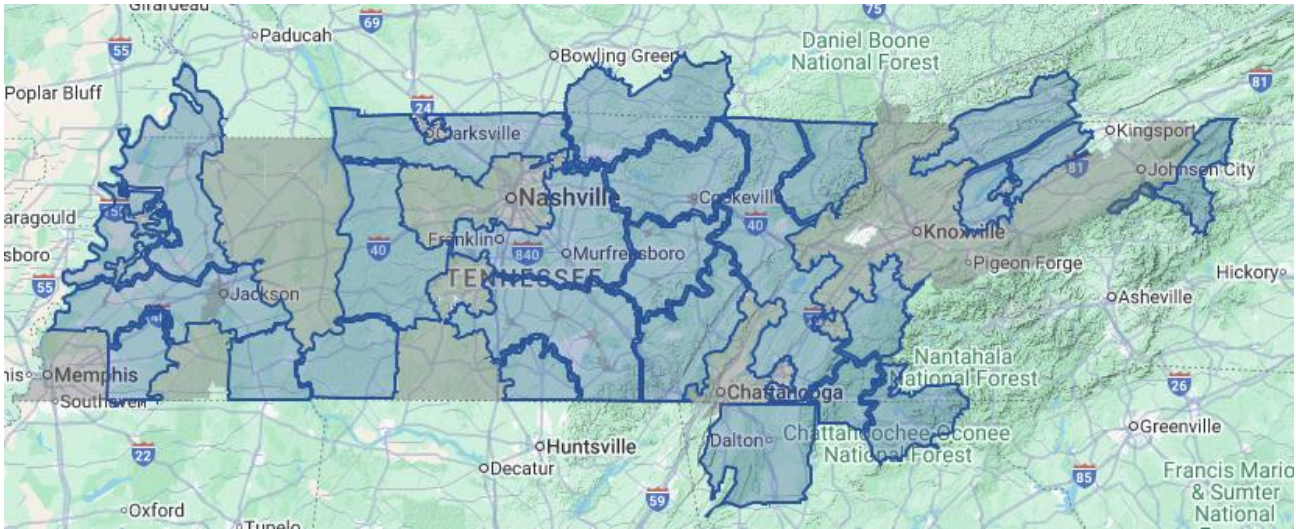 Girardeau
69
75
Paducah
55
Bowling Green
Daniel Boone
National Forest
81
Poplar Bluff
24
Clarksville
Kingsport
81
Johnson City
Nashville
Cookeville
aragould
40
40
Knoxville
Franklin
840
Murfreesboro
sboro
TENNESSEE
Pigeon Forge
Hickory
55
Jackson
Asheville
Nantahala
National Forest
Memphis
Chattanooga
26
Southaven
Greenville
Dalton
Chattahoochee-Oconee
National Forest
Huntsville
22
Decatur
85
59
Francis Mario
& Sumter
National
Oxford
Tupelo